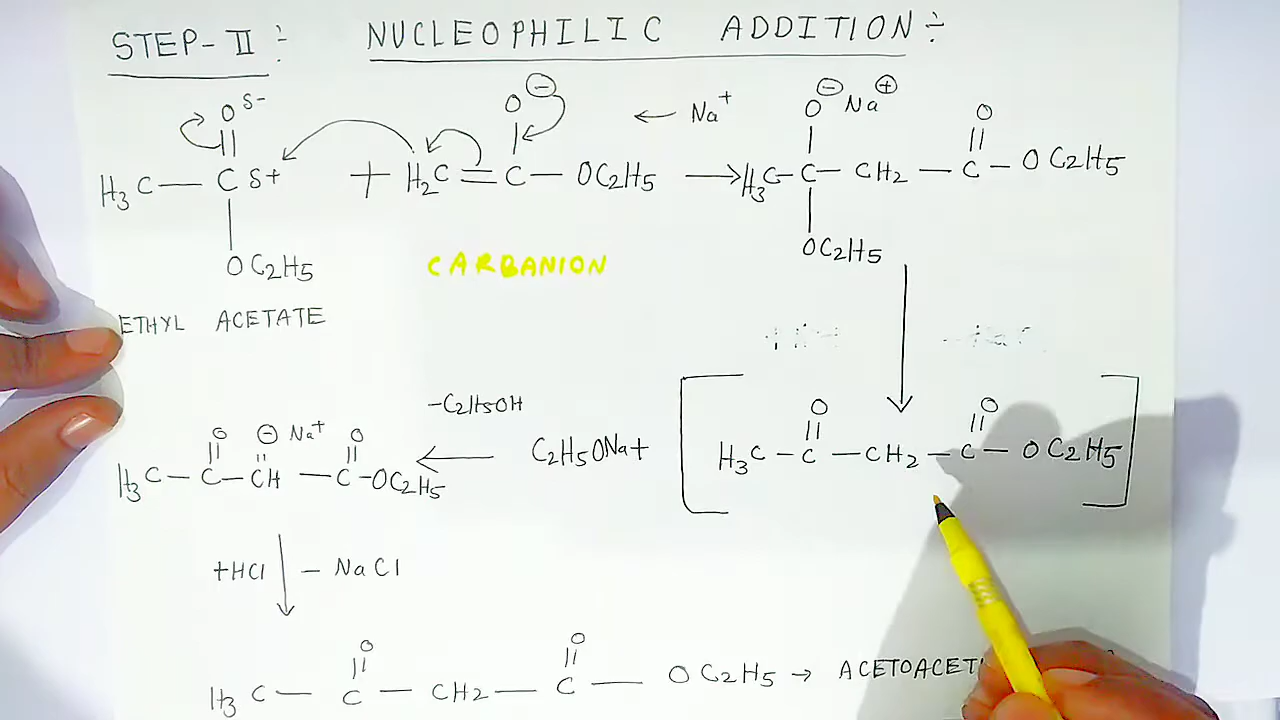 STEP-II ÷ NUCLEOPHILIC ADDITION ÷
O δ- O ⊖ ← Na+ O ⊖ Na ⊕ O
H3C — C δ+ + H2C = C — OC2H5 → H3C - C — CH2 — C — OC2H5
OC2H5 OC2H5
CARBANION
ETHYL ACETATE
-C2H5OH
O ⊖ Na+ O ← C2H5ONa+ O O
H3C — C — CH — C - OC2H5 [H3C - C — CH2 — C — OC2H5]
+HCl — NaCl
O O
H3C — C — CH2 — C — OC2H5 → ACETOACET